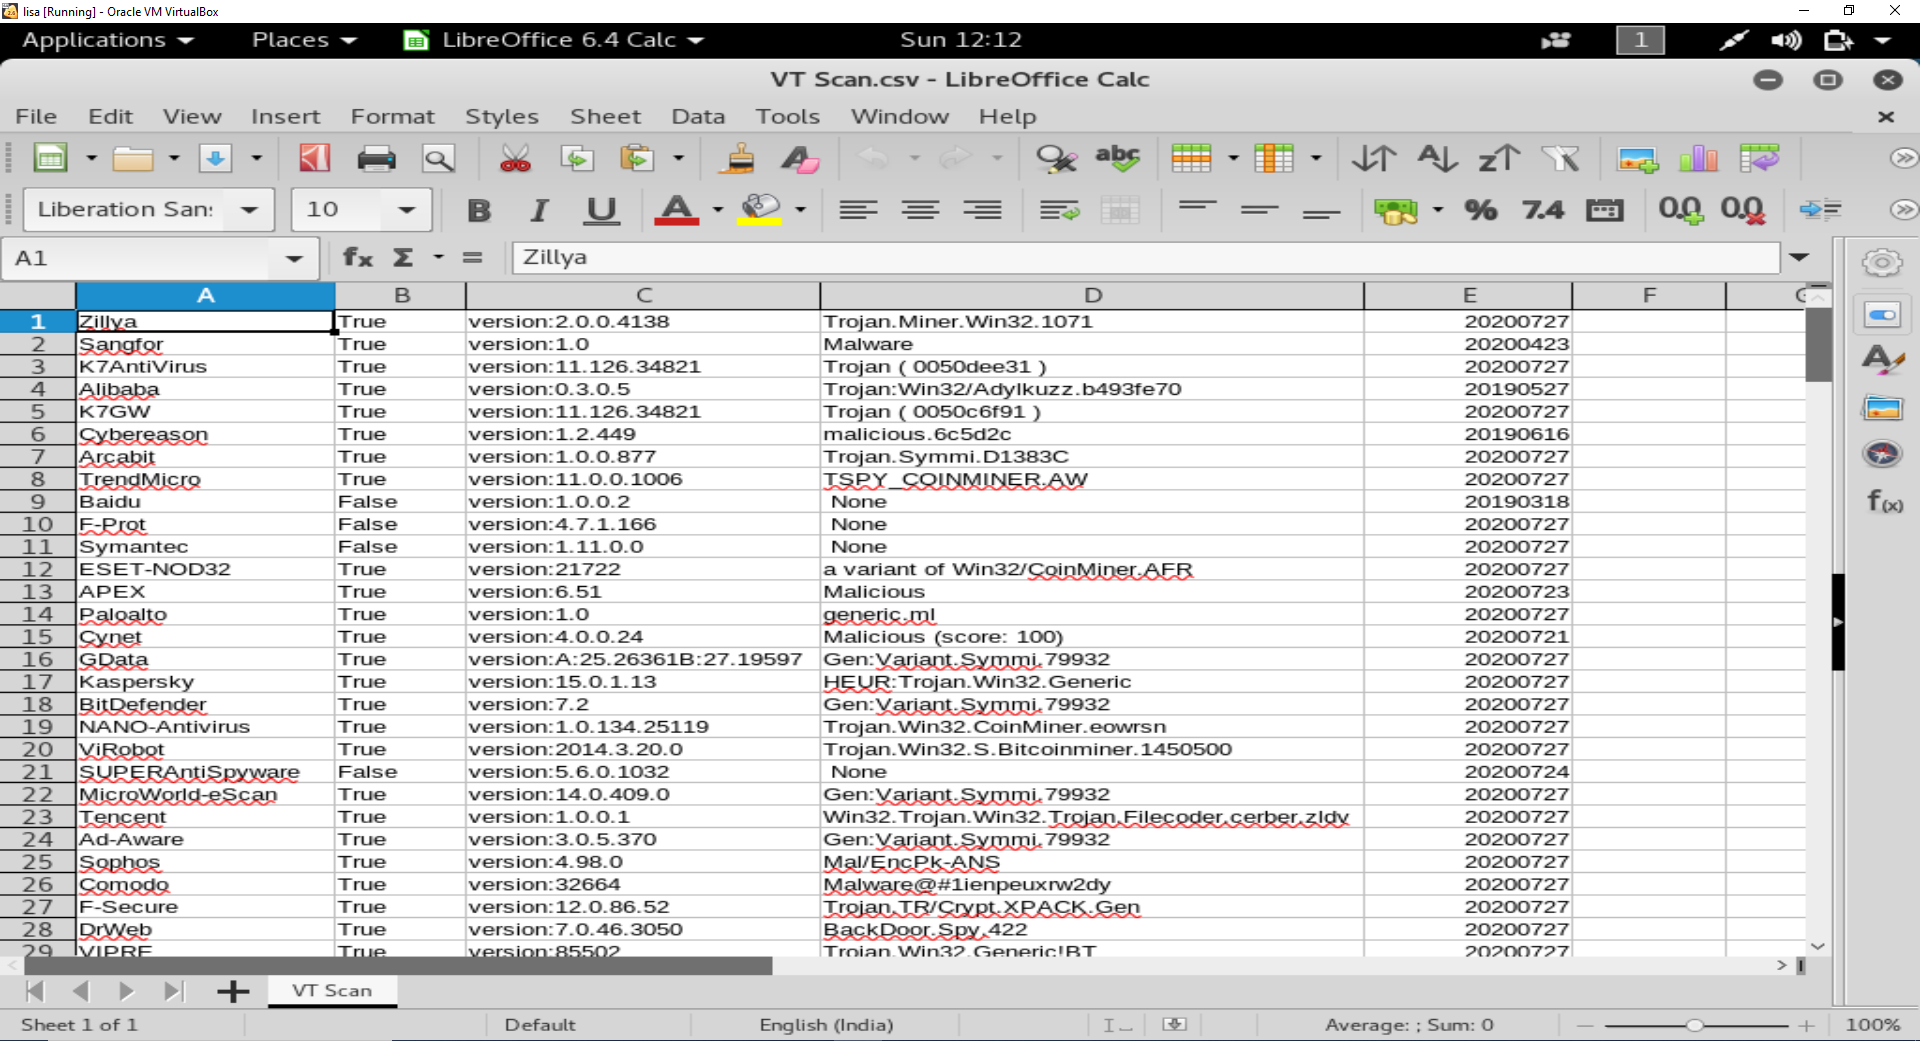 lisa [Running] - Oracle VM VirtualBox
Applications Places LibreOffice 6.4 Calc Sun 12:12 1
VT Scan.csv - LibreOffice Calc
File Edit View Insert Format Styles Sheet Data Tools Window Help
Liberation Sans 10
A1 Zillya
A B C D E F G
1 Zillya True version:2.0.0.4138 Trojan.Miner.Win32.1071 20200727
2 Sangfor True version:1.0 Malware 20200423
3 K7AntiVirus True version:11.126.34821 Trojan ( 0050dee31 ) 20200727
4 Alibaba True version:0.3.0.5 Trojan:Win32/Adylkuzz.b493fe70 20190527
5 K7GW True version:11.126.34821 Trojan ( 0050c6f91 ) 20200727
6 Cybereason True version:1.2.449 malicious.6c5d2c 20190616
7 Arcabit True version:1.0.0.877 Trojan.Symmi.D1383C 20200727
8 TrendMicro True version:11.0.0.1006 TSPY_COINMINER.AW 20200727
9 Baidu False version:1.0.0.2 None 20190318
10 F-Prot False version:4.7.1.166 None 20200727
11 Symantec False version:1.11.0.0 None 20200727
12 ESET-NOD32 True version:21722 a variant of Win32/CoinMiner.AFR 20200727
13 APEX True version:6.51 Malicious 20200723
14 Paloalto True version:1.0 generic.ml 20200727
15 Cynet True version:4.0.0.24 Malicious (score: 100) 20200721
16 GData True version:A:25.26361B:27.19597 Gen:Variant.Symmi.79932 20200727
17 Kaspersky True version:15.0.1.13 HEUR:Trojan.Win32.Generic 20200727
18 BitDefender True version:7.2 Gen:Variant.Symmi.79932 20200727
19 NANO-Antivirus True version:1.0.134.25119 Trojan.Win32.CoinMiner.eowrsn 20200727
20 ViRobot True version:2014.3.20.0 Trojan.Win32.S.Bitcoinminer.1450500 20200727
21 SUPERAntiSpyware False version:5.6.0.1032 None 20200724
22 MicroWorld-eScan True version:14.0.409.0 Gen:Variant.Symmi.79932 20200727
23 Tencent True version:1.0.0.1 Win32.Trojan.Win32.Trojan.Filecoder.cerber.zldv 20200727
24 Ad-Aware True version:3.0.5.370 Gen:Variant.Symmi.79932 20200727
25 Sophos True version:4.98.0 Mal/EncPk-ANS 20200727
26 Comodo True version:32664 Malware@#1ienpeuxrw2dy 20200727
27 F-Secure True version:12.0.86.52 Trojan.TR/Crypt.XPACK.Gen 20200727
28 DrWeb True version:7.0.46.3050 BackDoor.Spy.422 20200727
29 VIPRE True version:85502 Trojan.Win32.Generic!BT 20200727
VT Scan
Sheet 1 of 1 Default English (India) Average: ; Sum: 0 100%